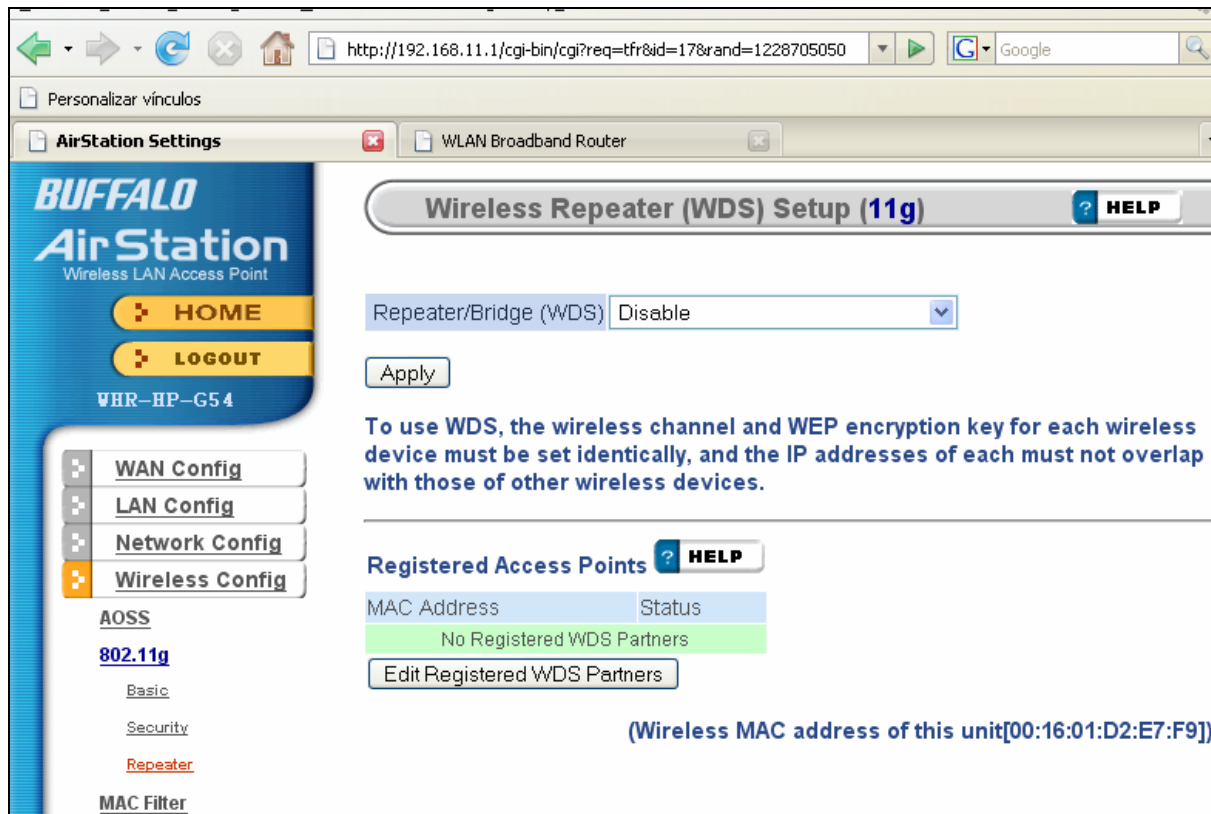 http://192.168.11.1/cgi-bin/cgi?req=tfr&id=17&rand=1228705050
G
Google
Personalizar vínculos
AirStation Settings
WLAN Broadband Router
BUFFALO
AirStation
Wireless LAN Access Point
HOME
LOGOUT
WHR-HP-G54
WAN Config
LAN Config
Network Config
Wireless Config
AOSS
802.11g
Basic
Security
Repeater
MAC Filter
Wireless Repeater (WDS) Setup (11g)
? HELP
Repeater/Bridge (WDS) Disable
Apply
To use WDS, the wireless channel and WEP encryption key for each wireless
device must be set identically, and the IP addresses of each must not overlap
with those of other wireless devices.
Registered Access Points ? HELP
MAC Address Status
No Registered WDS Partners
Edit Registered WDS Partners
(Wireless MAC address of this unit[00:16:01:D2:E7:F9])